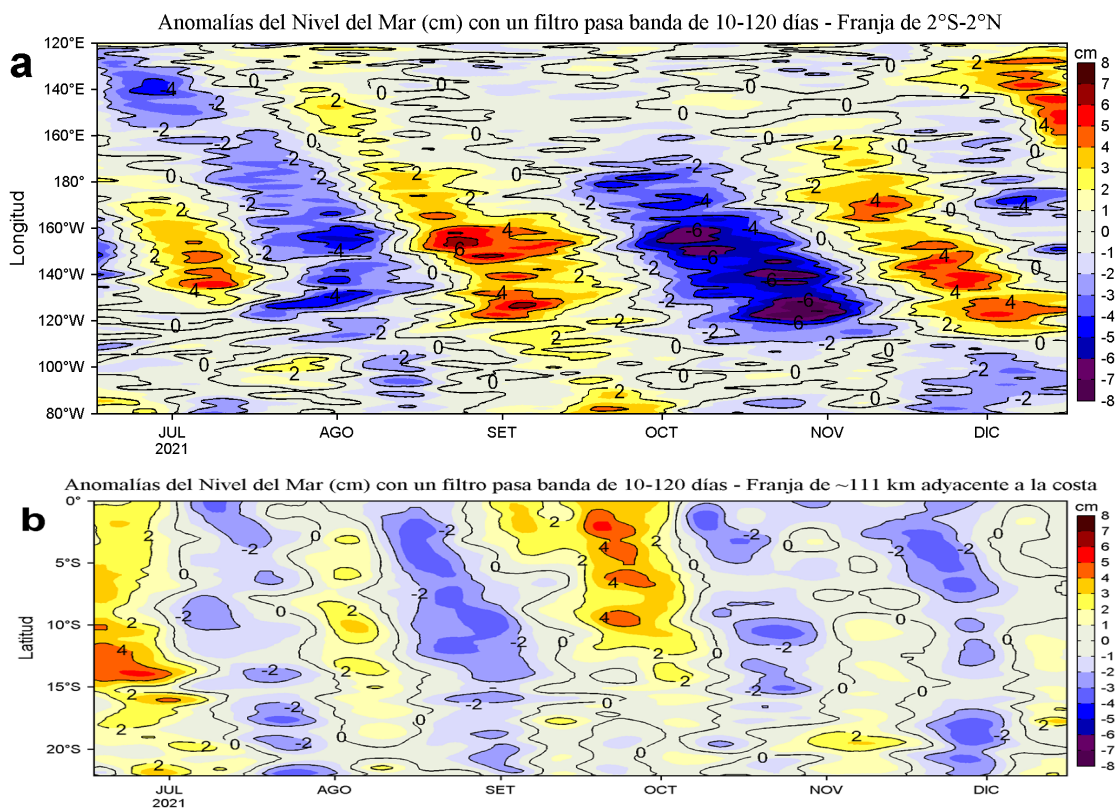 Anomalías del Nivel del Mar (cm) con un filtro pasa banda de 10-120 días - Franja de 2°S-2°N
a
cm
Longitud
120°E
140°E
160°E
180°
160°W
140°W
120°W
100°W
80°W
JUL
2021
AGO
SET
OCT
NOV
DIC
8
7
6
5
4
3
2
1
0
-1
-2
-3
-4
-5
-6
-7
-8
Anomalías del Nivel del Mar (cm) con un filtro pasa banda de 10-120 días - Franja de ~111 km adyacente a la costa
b
cm
Latitud
0°
5°S
10°S
15°S
20°S
JUL
2021
AGO
SET
OCT
NOV
DIC
8
7
6
5
4
3
2
1
0
-1
-2
-3
-4
-5
-6
-7
-8